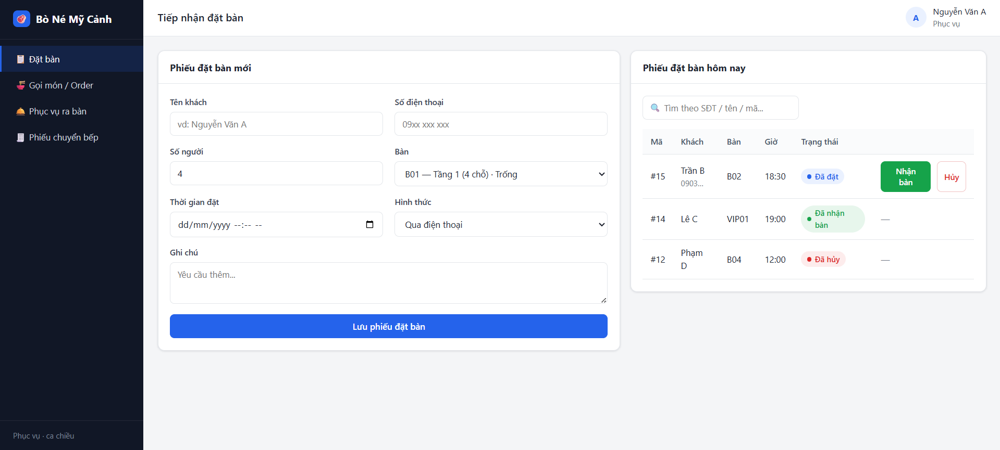 Bò Né Mỹ Cảnh
Đặt bàn
Gọi món / Order
Phục vụ ra bàn
Phiếu chuyển bếp
Phục vụ · ca chiều
Tiếp nhận đặt bàn
A
Nguyễn Văn A
Phục vụ
Phiếu đặt bàn mới
Tên khách
Số điện thoại
vd: Nguyễn Văn A
09xx xxx xxx
Số người
Bàn
4
B01 — Tầng 1 (4 chỗ) · Trống
Thời gian đặt
Hình thức
dd/mm/yyyy --:-- --
Qua điện thoại
Ghi chú
Yêu cầu thêm...
Lưu phiếu đặt bàn
Phiếu đặt bàn hôm nay
Tìm theo SĐT / tên / mã...
Mã Khách Bàn Giờ Trạng thái
#15 Trần B B02 18:30 Đã đặt Nhận bàn Hủy
0903...
#14 Lê C VIP01 19:00 Đã nhận bàn —
#12 Phạm D B04 12:00 Đã hủy —